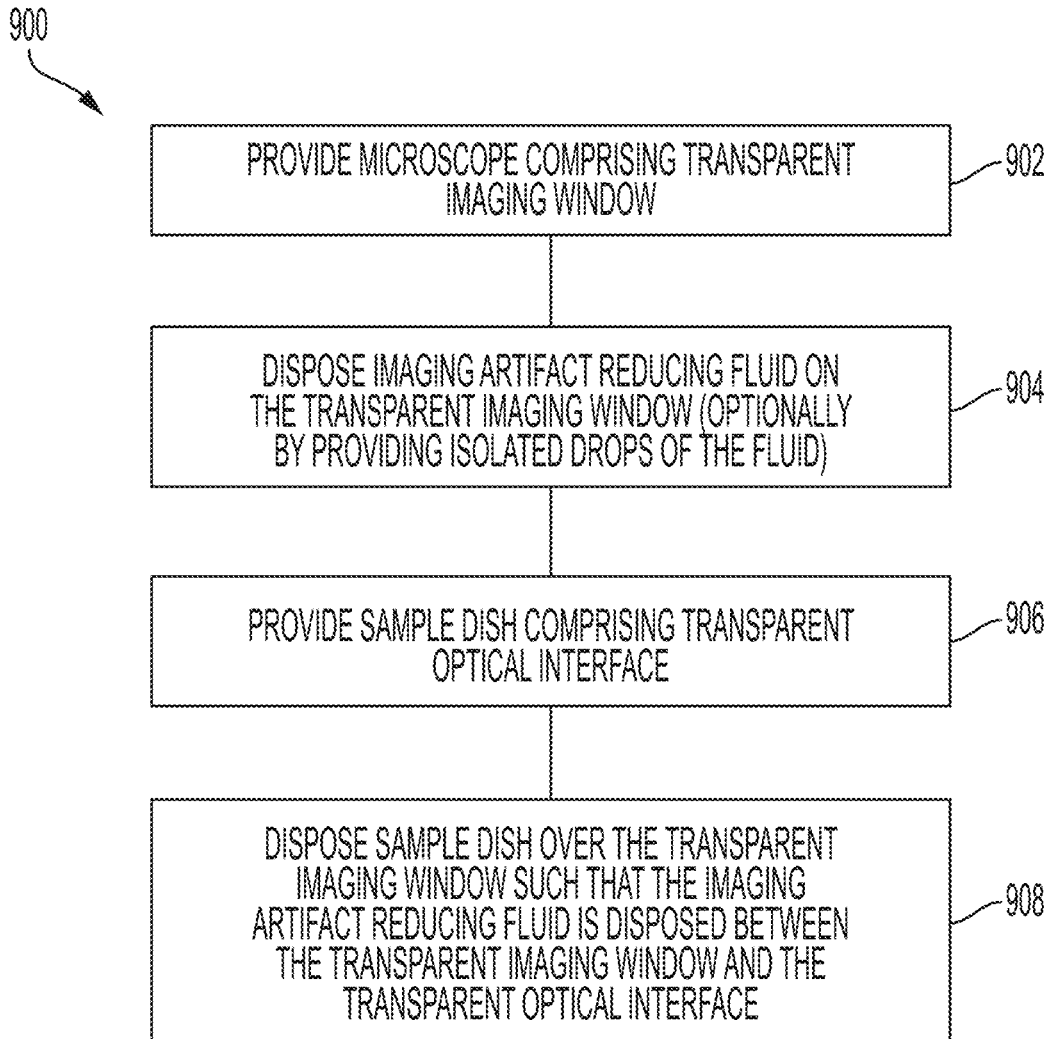 900
PROVIDE MICROSCOPE COMPRISING TRANSPARENT
IMAGING WINDOW
902
DISPOSE IMAGING ARTIFACT REDUCING FLUID ON
THE TRANSPARENT IMAGING WINDOW (OPTIONALLY
BY PROVIDING ISOLATED DROPS OF THE FLUID)
904
PROVIDE SAMPLE DISH COMPRISING TRANSPARENT
OPTICAL INTERFACE
906
DISPOSE SAMPLE DISH OVER THE TRANSPARENT
IMAGING WINDOW SUCH THAT THE IMAGING
ARTIFACT REDUCING FLUID IS DISPOSED BETWEEN
THE TRANSPARENT IMAGING WINDOW AND THE
TRANSPARENT OPTICAL INTERFACE
908